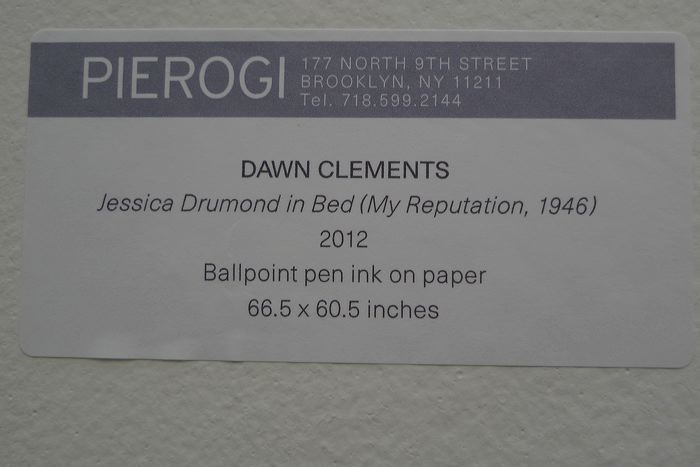 PIEROGI
177 NORTH 9TH STREET
BROOKLYN, NY 11211
Tel. 718.599.2144
DAWN CLEMENTS
Jessica Drumond in Bed (My Reputation, 1946)
2012
Ballpoint pen ink on paper
66.5 x 60.5 inches